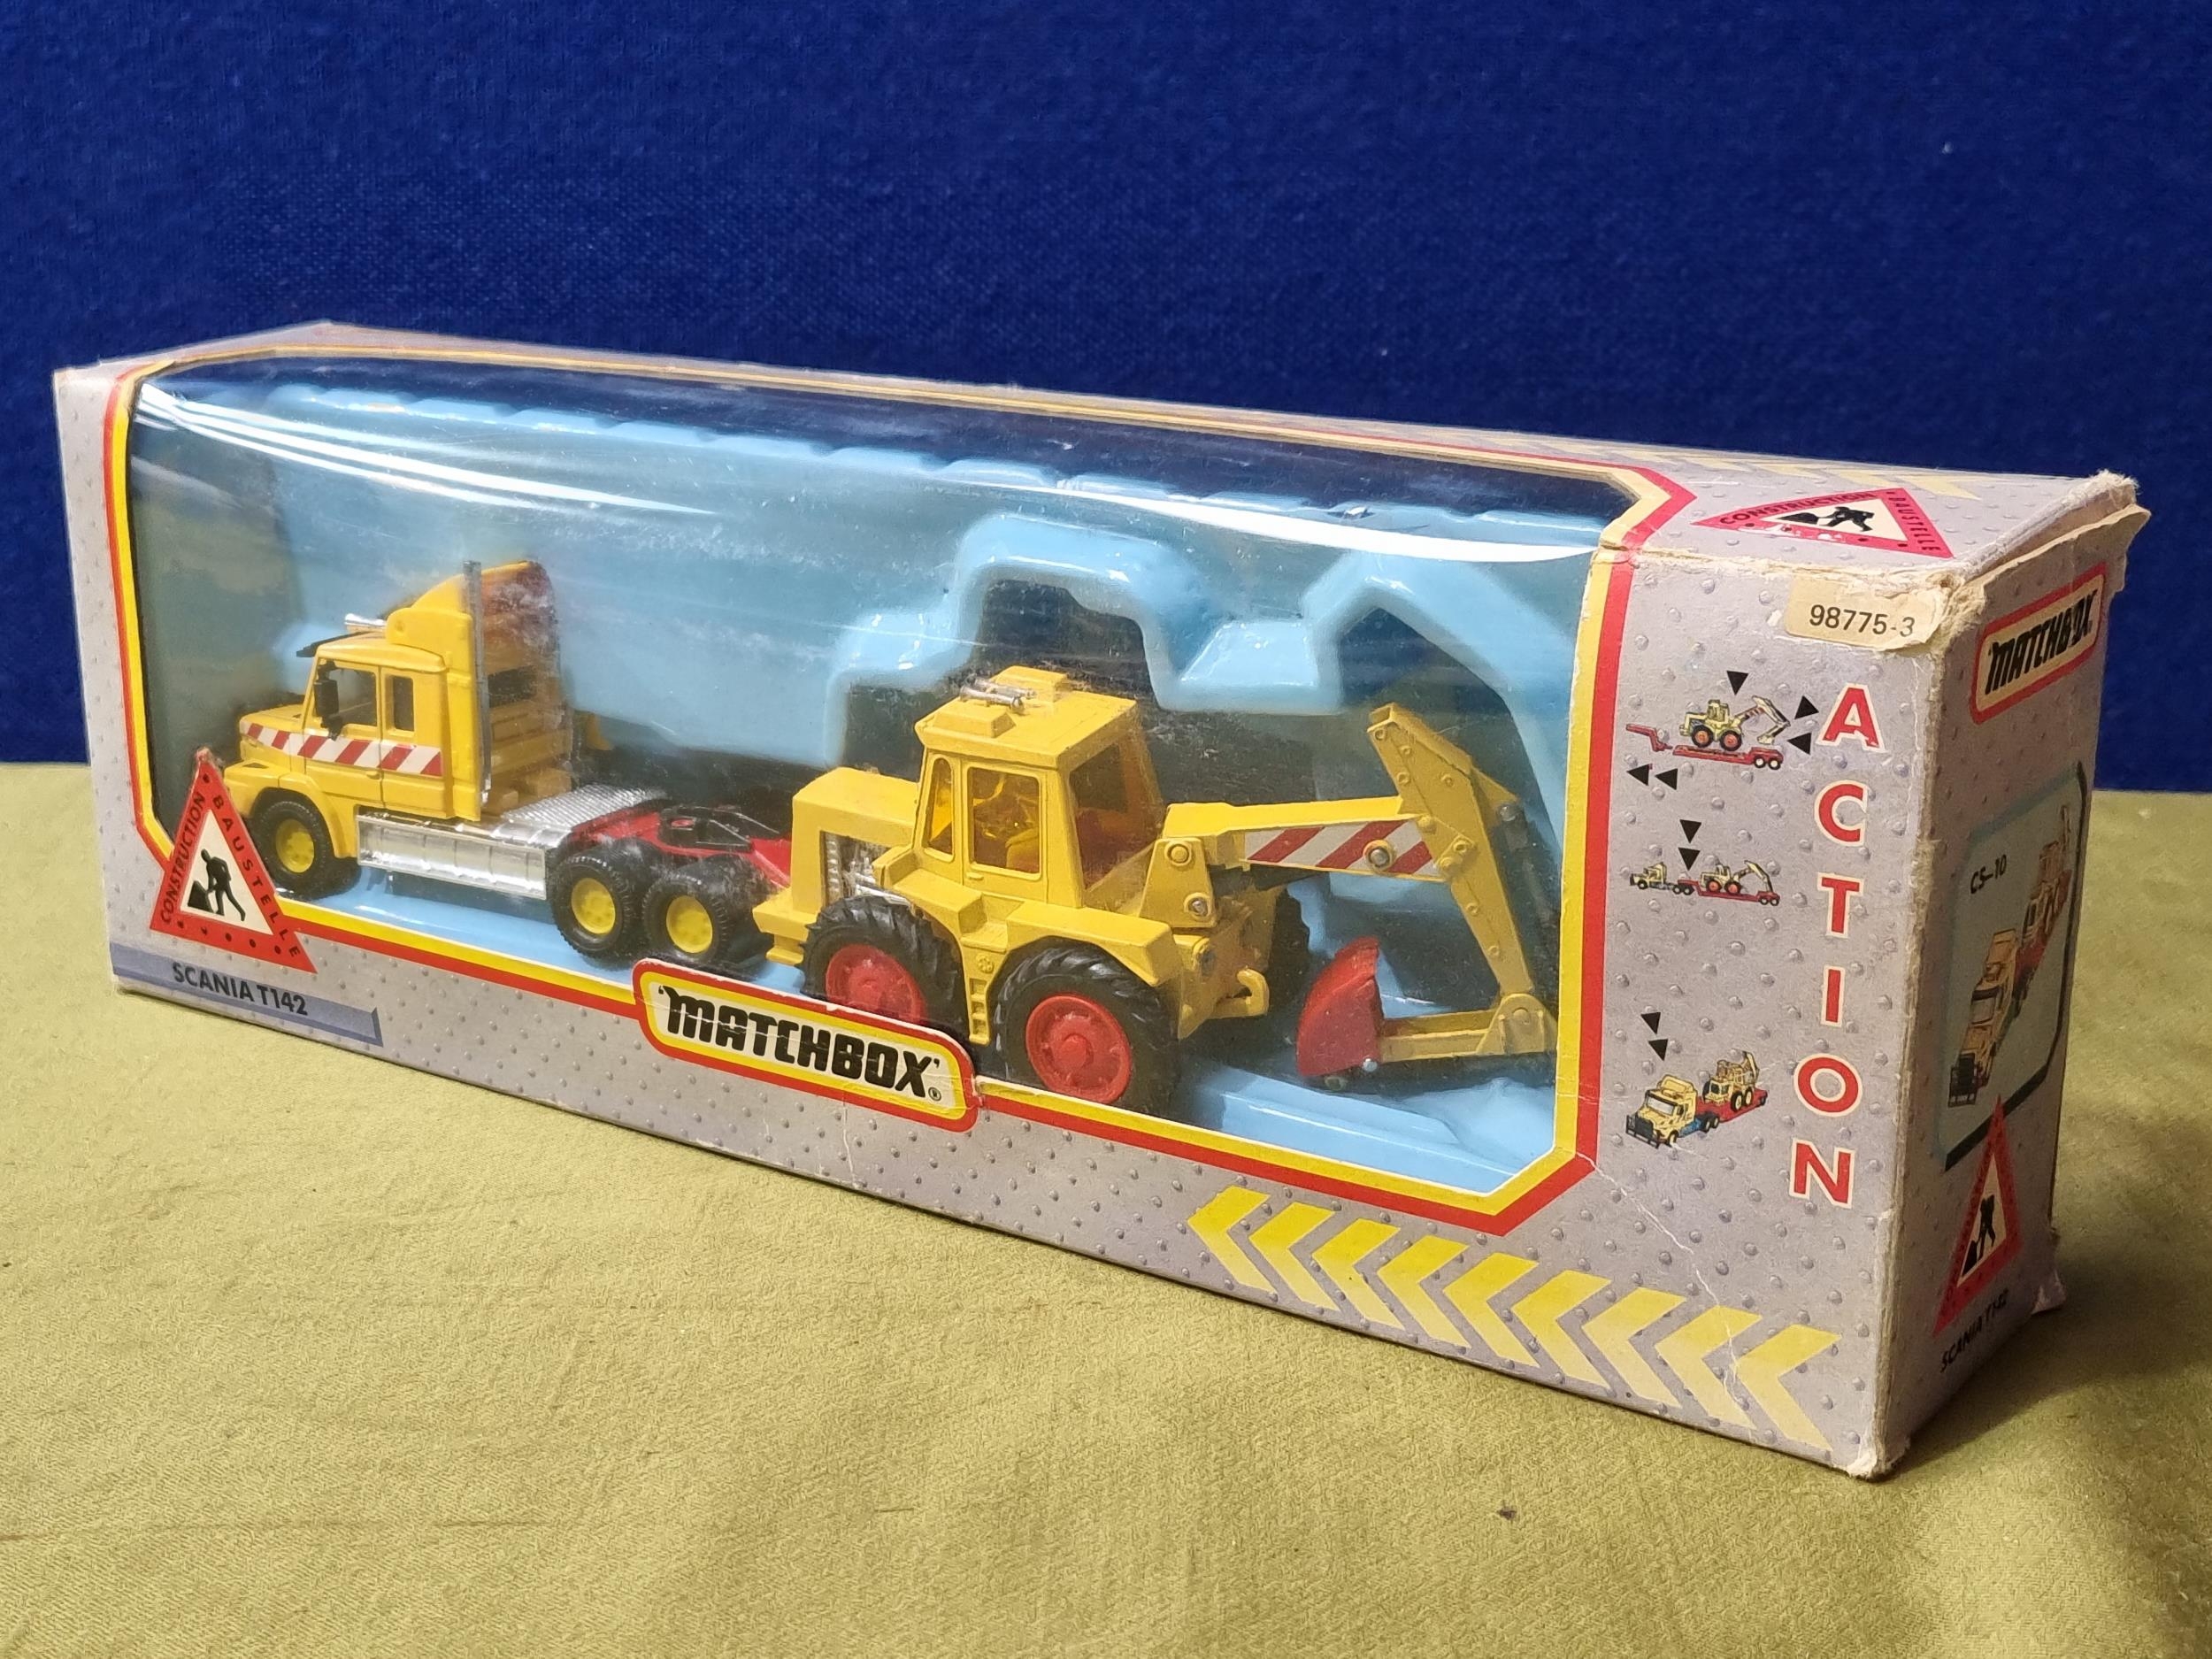 CONSTRUCTION BAUSTELLE
SCANIA T142
'MATCHBOX'®
CONSTRUCTION BAUSTELLE
98775-3
ACTION
MATCHBOX
CS-10
SCANIA T142